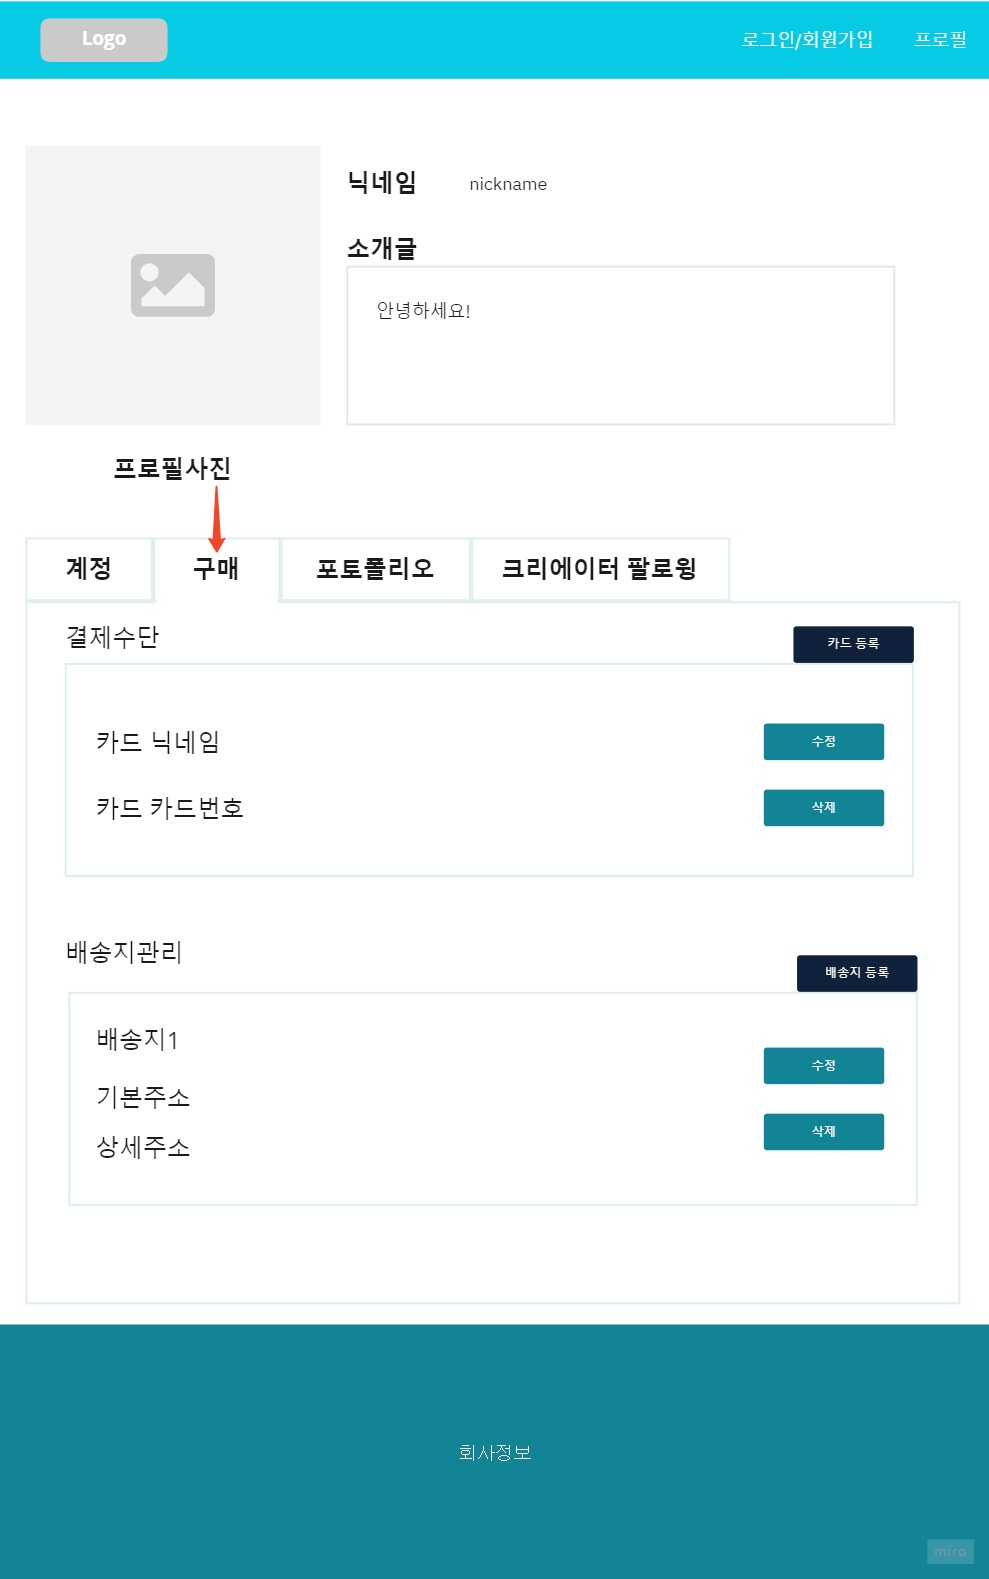 Logo
로그인/회원가입 프로필
닉네임 nickname
소개글
안녕하세요!
프로필사진
계정 구매 포토폴리오 크리에이터 팔로윙
결제수단 카드 등록
카드 닉네임 수정
카드 카드번호 삭제
배송지관리
배송지 등록
배송지1
수정
기본주소
삭제
상세주소
회사정보
miro